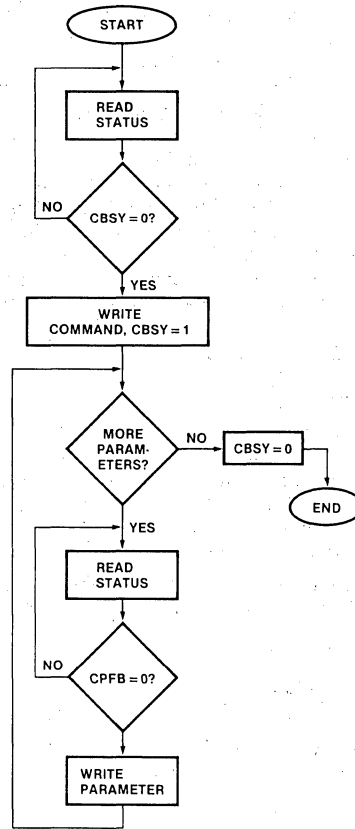 START
READ
STATUS
NO
CBSY = 0?
YES
WRITE
COMMAND, CBSY = 1
MORE
PARAM-
ETERS?
NO
CBSY = 0
END
YES
READ
STATUS
NO
CPFB = 0?
WRITE
PARAMETER